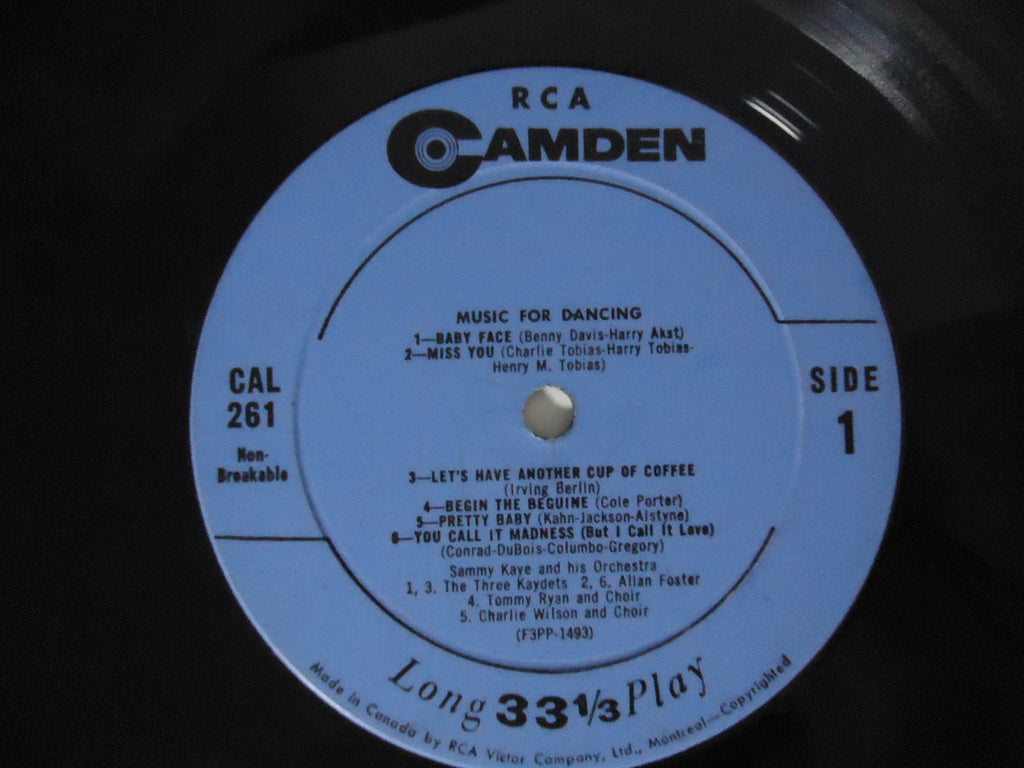 RCA
CAMDEN
MUSIC FOR DANCING
1—BABY FACE (Benny Davis-Harry Akst)
2—MISS YOU (Charlie Tobias-Harry Tobias-
Henry M. Tobias)
CAL
261
Non-
Breakable
SIDE
1
3—LET'S HAVE ANOTHER CUP OF COFFEE
(Irving Berlin)
4—BEGIN THE BEGUINE (Cole Porter)
5—PRETTY BABY (Kahn-Jackson-Alstyne)
6—YOU CALL IT MADNESS (But I Call It Love)
(Conrad-DuBois-Columbo-Gregory)
Sammy Kaye and his Orchestra
1, 3. The Three Kaydets 2, 6. Allan Foster
4. Tommy Ryan and Choir
5. Charlie Wilson and Choir
(F3PP-1493)
Long 33 1/3 Play
Made in Canada by RCA Victor Company, Ltd., Montreal—Copyrighted